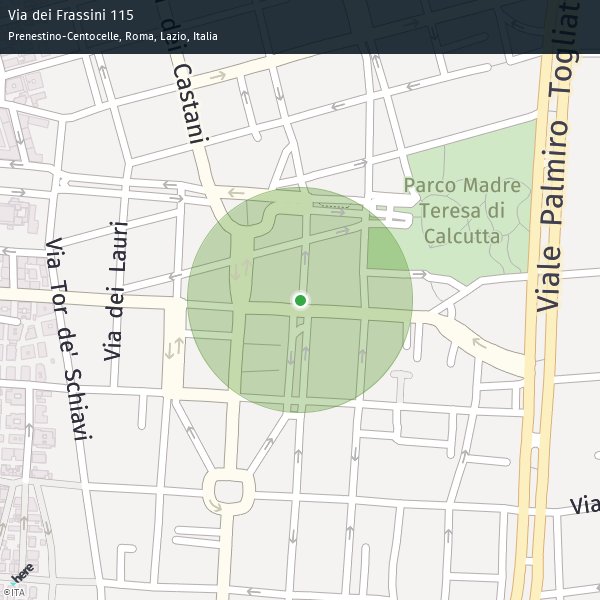 Via dei Frassini 115
Prenestino-Centocelle, Roma, Lazio, Italia
dei Castani
Viale Palmiro Togliat
Parco Madre
Teresa di
Calcutta
Via dei Lauri
Via Tor de' Schiavi
Via
here
©ITA